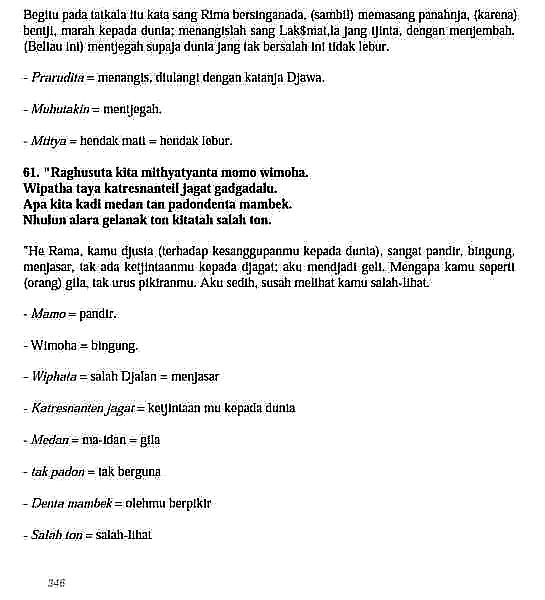 Begitu pada tatkala itu kata sang Rima bersinganada, (sambil) memasang panahnja, (karena)
bentji, marah kepada dunia; menangislah sang Lak$mat,la jang tjinta, dengan menjembah.
(Beliau ini) mentjegah supaja dunia jang tak bersalah ini tidak lebur.
- Prarudita = menangis, diulangi dengan katanja Djawa.
- Muhutakin = mentjegah.
- Mtitya = hendak mati = hendak lebur.
61. "Raghusuta kita mithyatyanta momo wimoha.
Wipatha taya katresnanteil jagat gadgadalu.
Apa kita kadi medan tan padondenta mambek.
Nhulun alara gelanak ton kitatah salah ton.
"He Rama, kamu djusta (terhadap kesanggupanmu kepada dunia), sangat pandir, bingung,
menjasar, tak ada ketjintaanmu kepada djagat; aku mendjadi geli. Mengapa kamu seperti
(orang) gila, tak urus pikiranmu. Aku sedih, susah melihat kamu salah-lihat.
- Mamo = pandir.
- Wimoha = bingung.
- Wiphata = salah Djalan = menjasar
- Katresnanten jagat = ketjintaan mu kepada dunia
- Medan = ma-idan = gila
- tak padon = tak berguna
- Denta mambek = olehmu berpikir
- Salah ton = salah-lihat
346